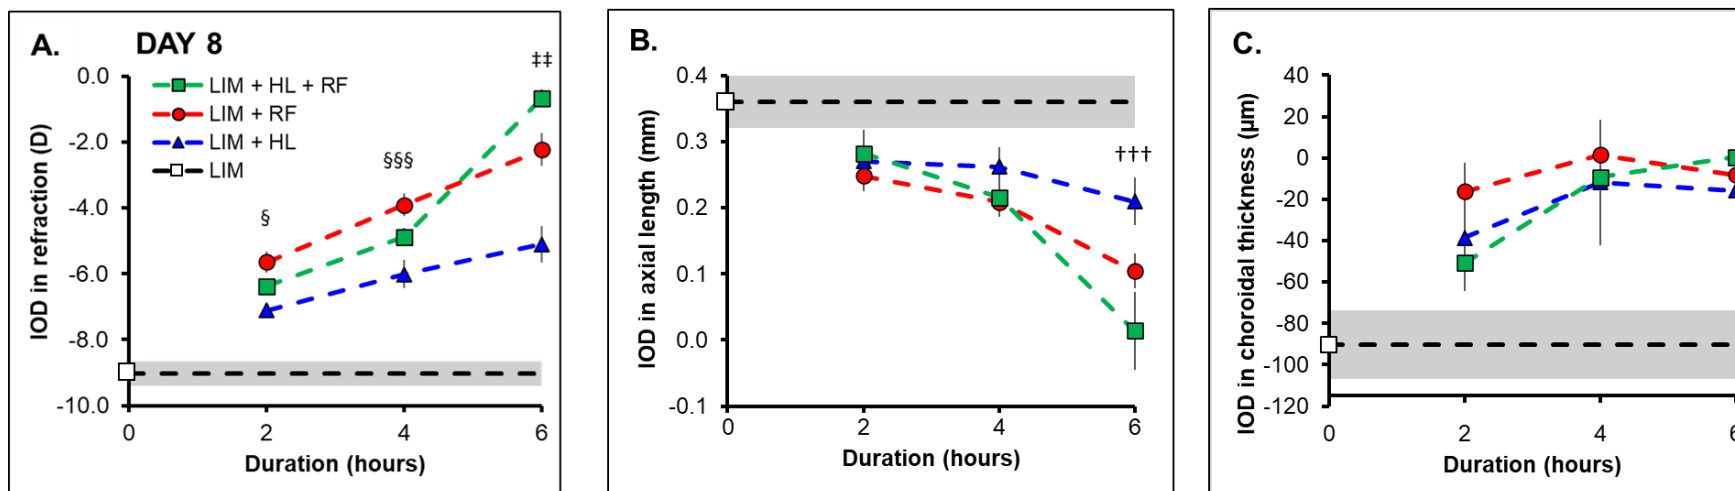 A. DAY 8
‡‡
0.0
LIM + HL + RF
LIM + RF
-2.0
LIM + HL
§§§
LIM
-4.0
§
-6.0
-8.0
-10.0
0 2 4 6
IOD in refraction (D)
Duration (hours)
B.
0.4
0.3
†††
0.2
0.1
0.0
-0.1
0 2 4 6
IOD in axial length (mm)
Duration (hours)
C.
40
20
0
-20
-40
-60
-80
-100
-120
0 2 4 6
IOD in choroidal thickness (μm)
Duration (hours)